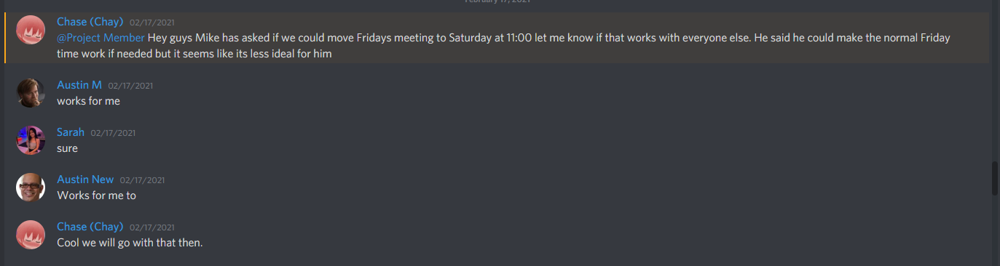 February 17, 2021
Chase (Chay) 02/17/2021
@Project Member Hey guys Mike has asked if we could move Fridays meeting to Saturday at 11:00 let me know if that works with everyone else. He said he could make the normal Friday
time work if needed but it seems like its less ideal for him
Austin M 02/17/2021
works for me
Sarah 02/17/2021
sure
Austin New 02/17/2021
Works for me to
Chase (Chay) 02/17/2021
Cool we will go with that then.